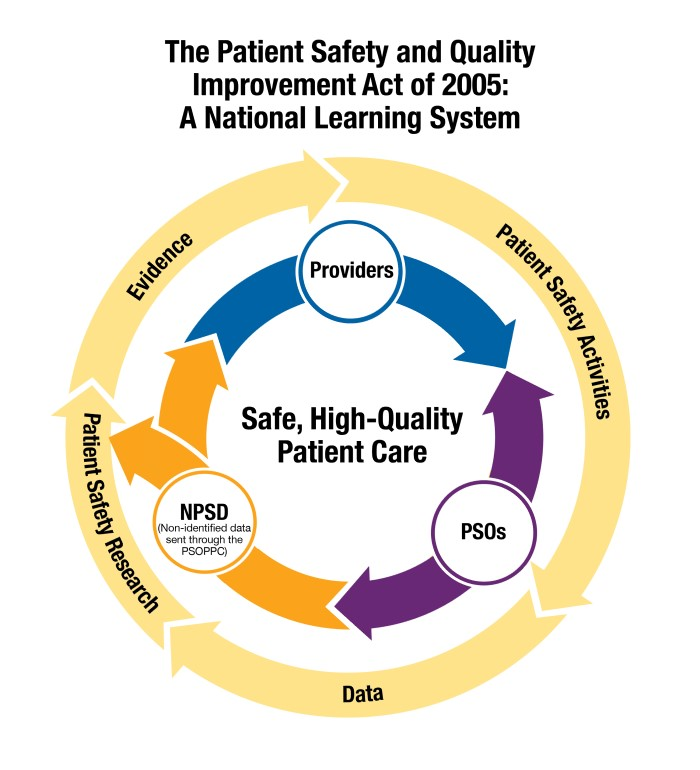 The Patient Safety and Quality
Improvement Act of 2005:
A National Learning System
Evidence
Patient Safety Activities
Providers
Safe, High-Quality
Patient Care
Patient Safety Research
NPSD
(Non-identified data
sent through the
PSOPPC)
PSOs
Data